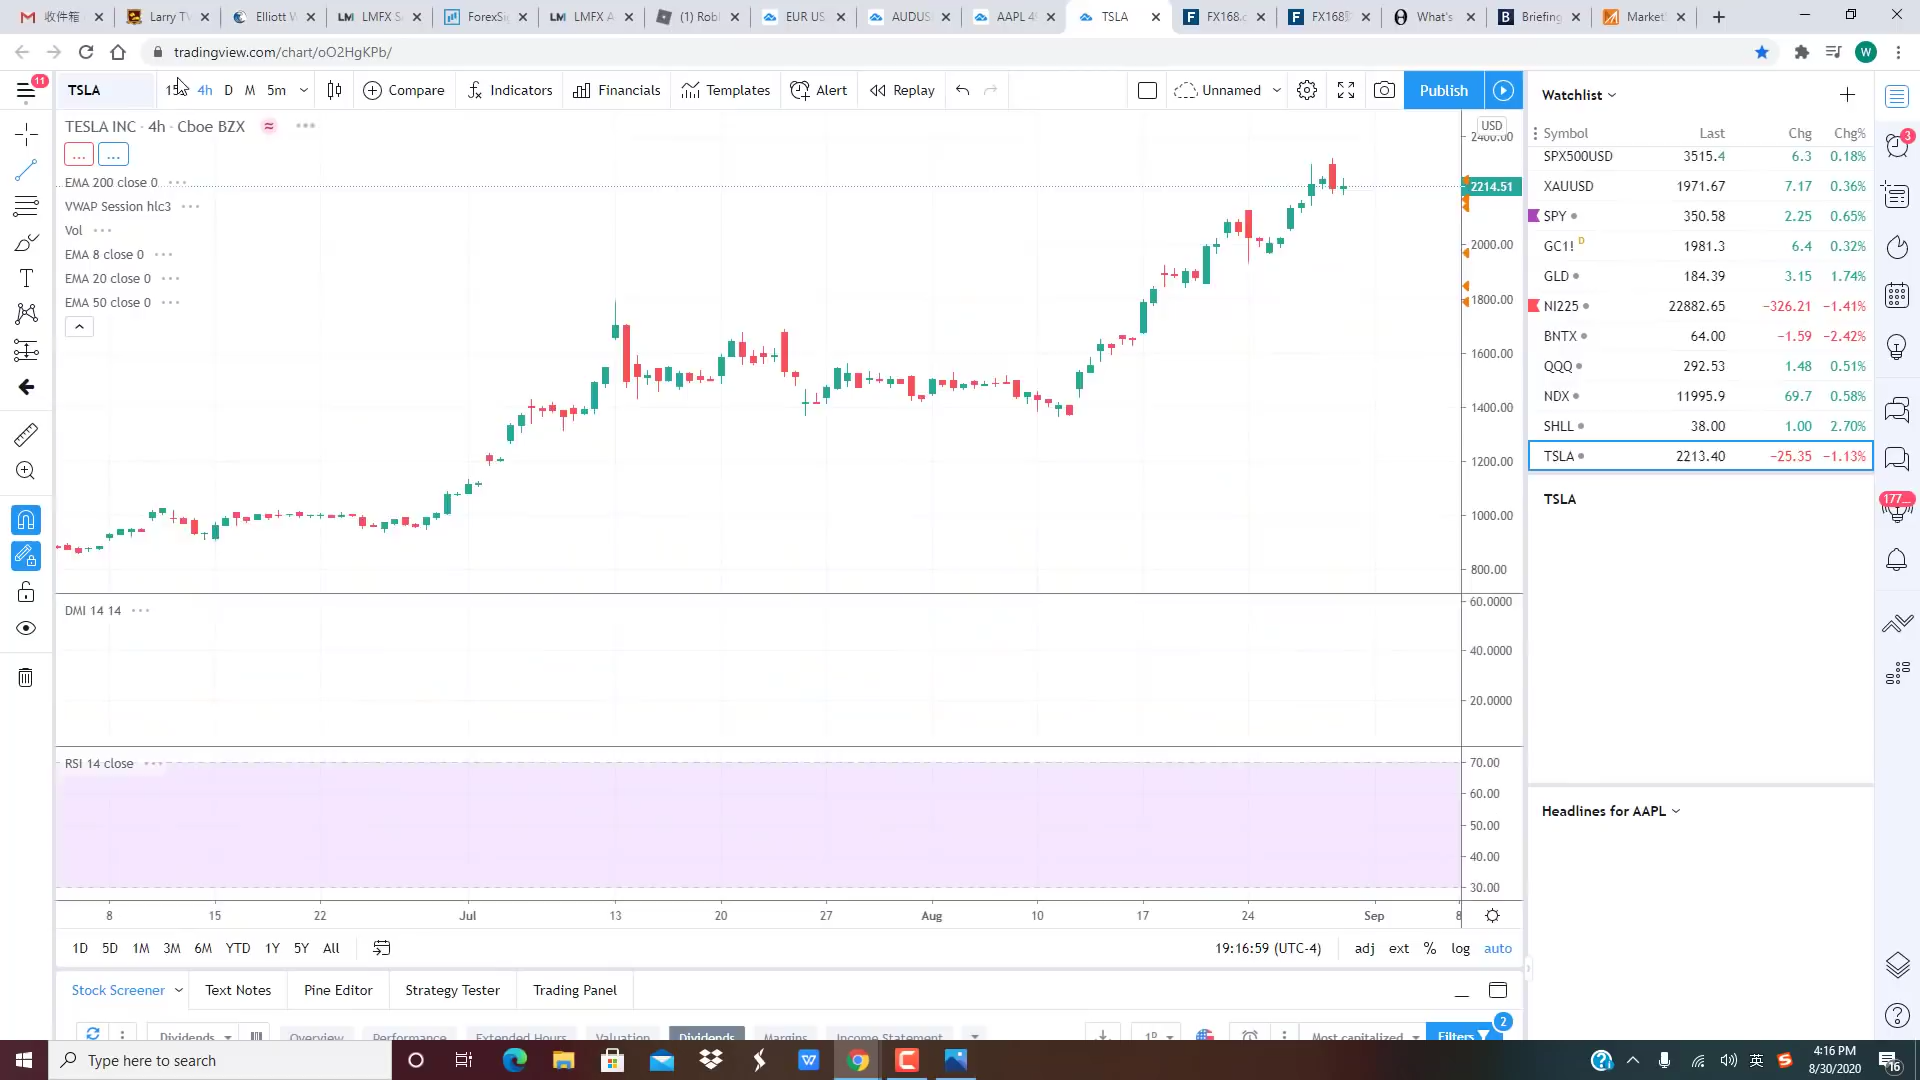 收件箱
Larry TV
Elliott W
LMFX S
ForexSi
LMFX A
(1) Rob
EUR US
AUDUS
AAPL 4
TSLA
FX168.c
FX168
What's
Briefing
Market
tradingview.com/chart/oO2HgKPb/
11
TSLA
4h
D
M
5m
Compare
Indicators
Financials
Templates
Alert
Replay
Unnamed
Publish
TESLA INC · 4h · Cboe BZX
EMA 200 close 0
VWAP Session hlc3
Vol
EMA 8 close 0
EMA 20 close 0
EMA 50 close 0
USD
2400.00
2214.51
2000.00
1800.00
1600.00
1400.00
1200.00
1000.00
800.00
DMI 14 14
60.0000
40.0000
20.0000
RSI 14 close
70.00
60.00
50.00
40.00
30.00
8 15 22 Jul 13 20 27 Aug 10 17 24 Sep 8
1D 5D 1M 3M 6M YTD 1Y 5Y All
19:16:59 (UTC-4)
adj ext % log auto
Stock Screener
Text Notes
Pine Editor
Strategy Tester
Trading Panel
Dividends
Overview
Performance
Extended Hours
Valuation
Dividends
Margins
Income Statement
1D
Most capitalized
Filters
2
Watchlist
Symbol Last Chg Chg%
SPX500USD 3515.4 6.3 0.18%
XAUUSD 1971.67 7.17 0.36%
SPY 350.58 2.25 0.65%
GC1! D 1981.3 6.4 0.32%
GLD 184.39 3.15 1.74%
NI225 22882.65 −326.21 −1.41%
BNTX 64.00 −1.59 −2.42%
QQQ 292.53 1.48 0.51%
NDX 11995.9 69.7 0.58%
SHLL 38.00 1.00 2.70%
TSLA 2213.40 −25.35 −1.13%
TSLA
Headlines for AAPL
3
177...
Type here to search
英
4:16 PM
8/30/2020
16